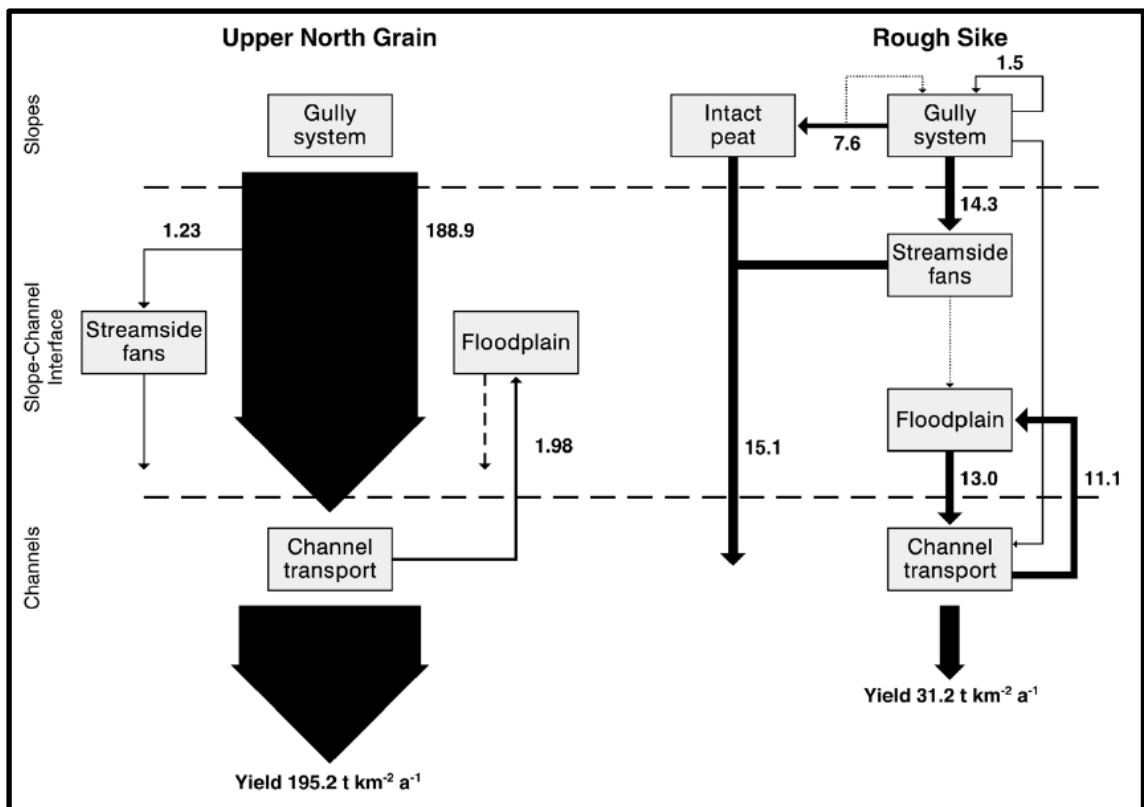 Upper North Grain
Rough Sike
Slopes
Slope-Channel
Interface
Channels
Gully
system
1.23
188.9
Streamside
fans
Floodplain
1.98
Channel
transport
Yield 195.2 t km⁻² a⁻¹
1.5
Intact
peat
Gully
system
7.6
14.3
Streamside
fans
15.1
Floodplain
13.0
11.1
Channel
transport
Yield 31.2 t km⁻² a⁻¹